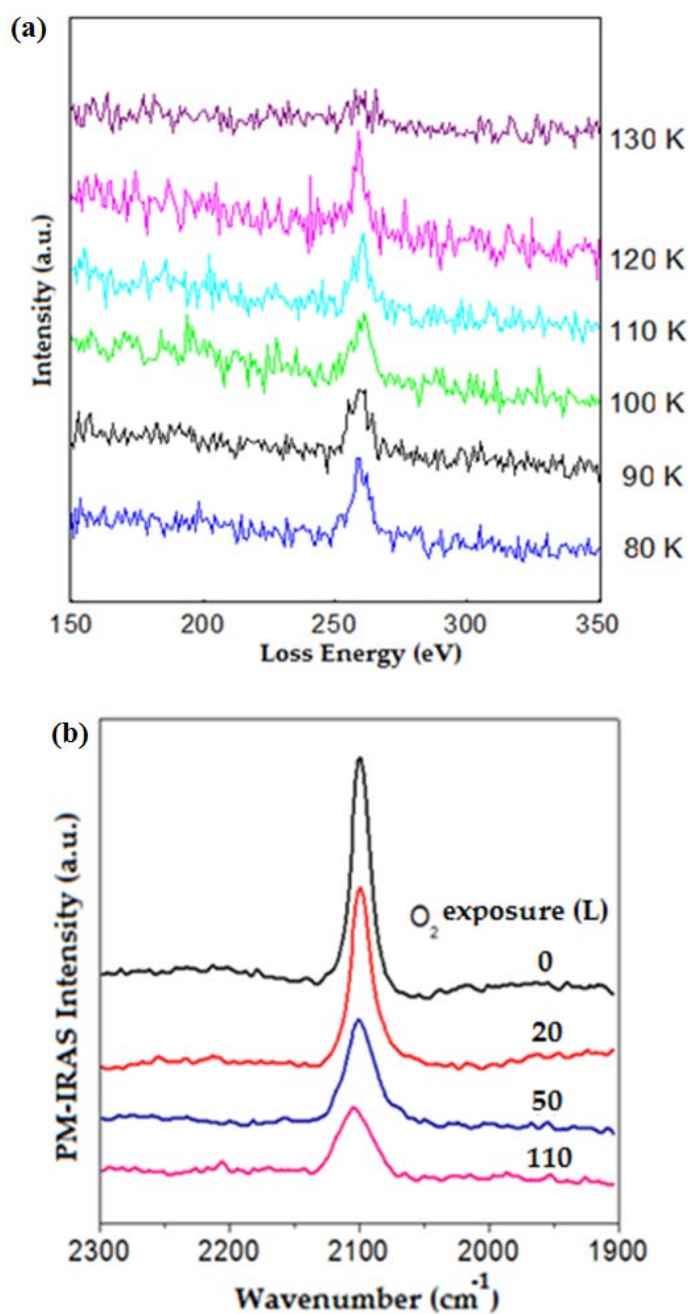 (a)
Intensity (a.u.)
130 K
120 K
110 K
100 K
90 K
80 K
150 200 250 300 350
Loss Energy (eV)
(b)
PM-IRAS Intensity (a.u.)
O₂ exposure (L)
0
20
50
110
2300 2200 2100 2000 1900
Wavenumber (cm⁻¹)